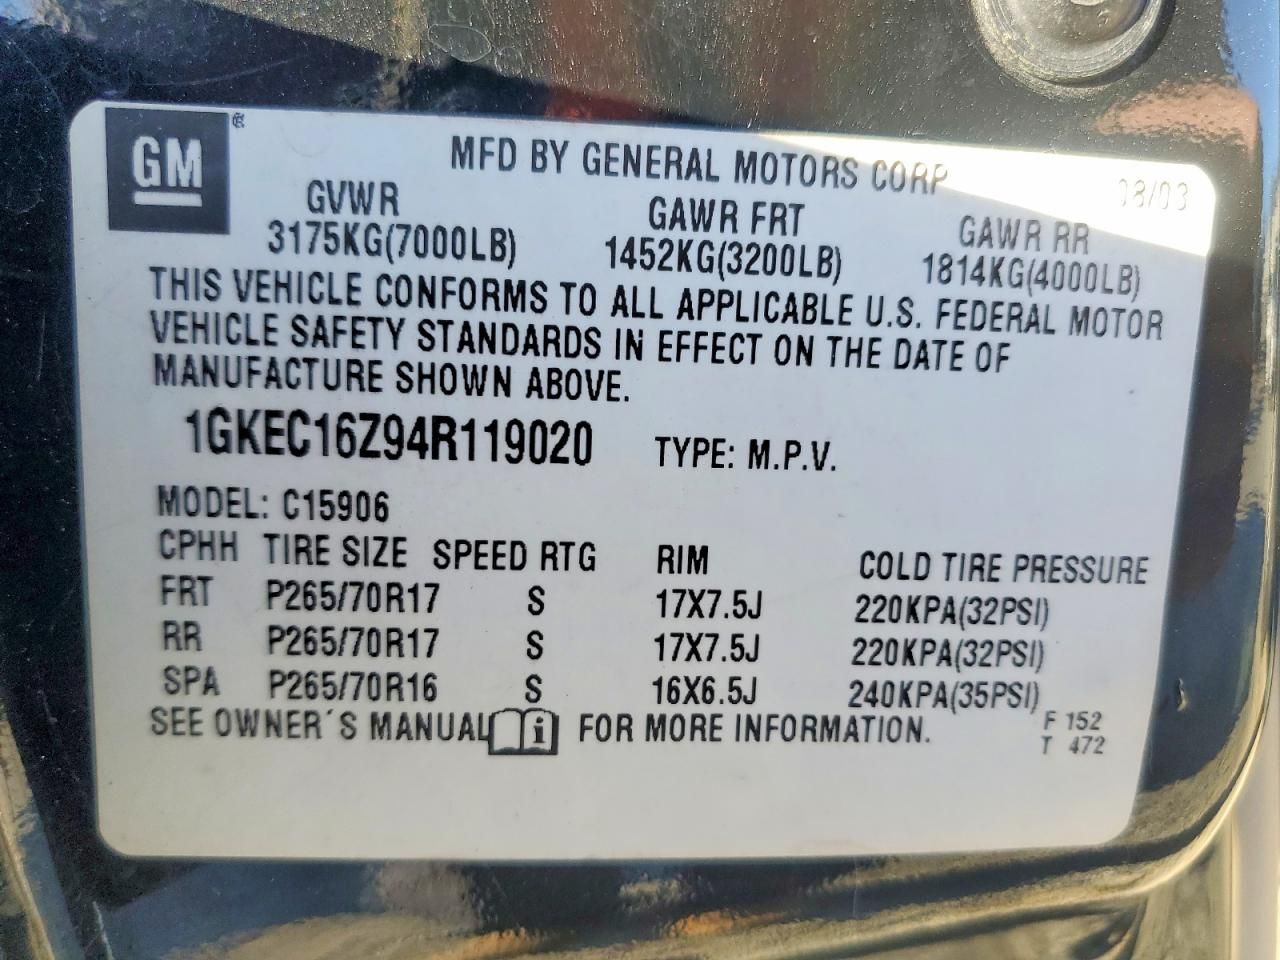 GM
MFD BY GENERAL MOTORS CORP 08/03
GVWR GAWR FRT GAWR RR
3175KG(7000LB) 1452KG(3200LB) 1814KG(4000LB)
THIS VEHICLE CONFORMS TO ALL APPLICABLE U.S. FEDERAL MOTOR
VEHICLE SAFETY STANDARDS IN EFFECT ON THE DATE OF
MANUFACTURE SHOWN ABOVE.
1GKEC16Z94R119020 TYPE: M.P.V.
MODEL: C15906
CPHH TIRE SIZE SPEED RTG RIM COLD TIRE PRESSURE
FRT P265/70R17 S 17X7.5J 220KPA(32PSI)
RR P265/70R17 S 17X7.5J 220KPA(32PSI)
SPA P265/70R16 S 16X6.5J 240KPA(35PSI)
SEE OWNER´S MANUAL i FOR MORE INFORMATION. F 152
T 472